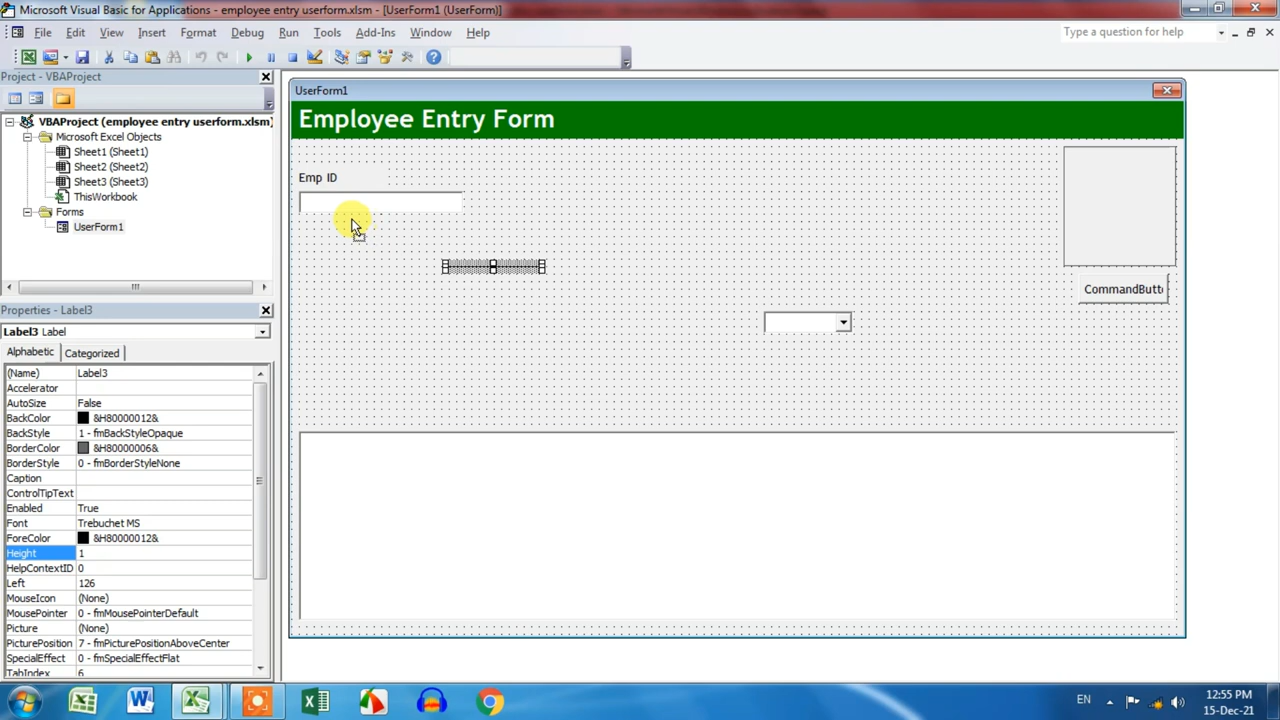 Microsoft Visual Basic for Applications - employee entry userform.xlsm - [UserForm1 (UserForm)]
File Edit View Insert Format Debug Run Tools Add-Ins Window Help
Type a question for help
Project - VBAProject
VBAProject (employee entry userform.xlsm)
Microsoft Excel Objects
Sheet1 (Sheet1)
Sheet2 (Sheet2)
Sheet3 (Sheet3)
ThisWorkbook
Forms
UserForm1
Properties - Label3
Label3 Label
Alphabetic Categorized
(Name) Label3
Accelerator
AutoSize False
BackColor &H80000012&
BackStyle 1 - fmBackStyleOpaque
BorderColor &H80000006&
BorderStyle 0 - fmBorderStyleNone
Caption
ControlTipText
Enabled True
Font Trebuchet MS
ForeColor &H80000012&
Height 1
HelpContextID 0
Left 126
MouseIcon (None)
MousePointer 0 - fmMousePointerDefault
Picture (None)
PicturePosition 7 - fmPicturePositionAboveCenter
SpecialEffect 0 - fmSpecialEffectFlat
TabIndex 6
UserForm1
Employee Entry Form
Emp ID
CommandButt
EN
12:55 PM
15-Dec-21